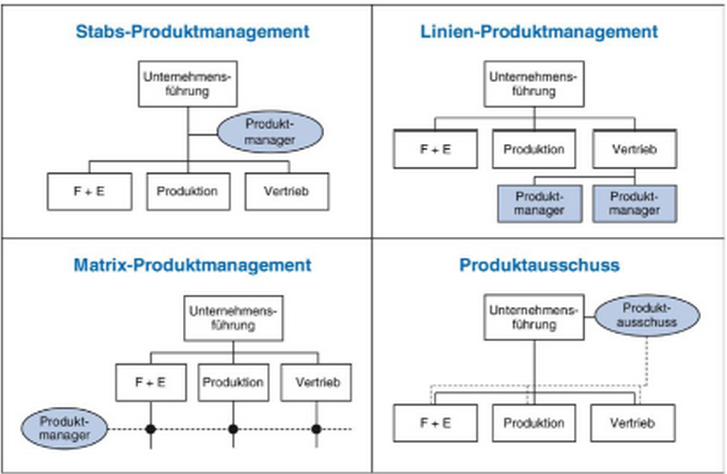 Stabs-Produktmanagement
Unternehmens-
führung
Produkt-
manager
F + E
Produktion
Vertrieb
Linien-Produktmanagement
Unternehmens-
führung
F + E
Produktion
Vertrieb
Produkt-
manager
Produkt-
manager
Matrix-Produktmanagement
Unternehmens-
führung
F + E
Produktion
Vertrieb
Produkt-
manager
Produktausschuss
Unternehmens-
führung
Produkt-
ausschuss
F + E
Produktion
Vertrieb